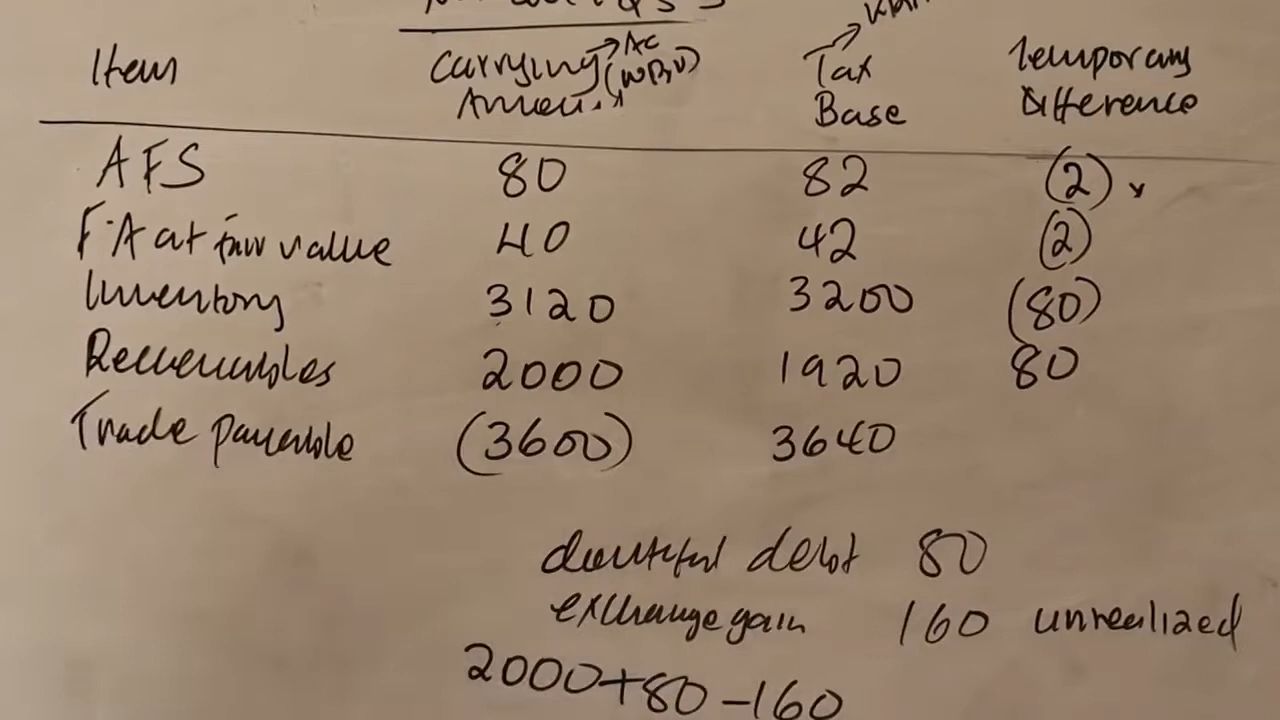 Item Carrying Amount → AC (WBV) Tax Base Temporary Difference
AFS 80 82 (2) x
FA at fair value 40 42 (2)
Inventory 3120 3200 (80)
Receivables 2000 1920 80
Trade payable (3600) 3640
doubtful debt 80
exchange gain 160 unrealized
2000+80-160